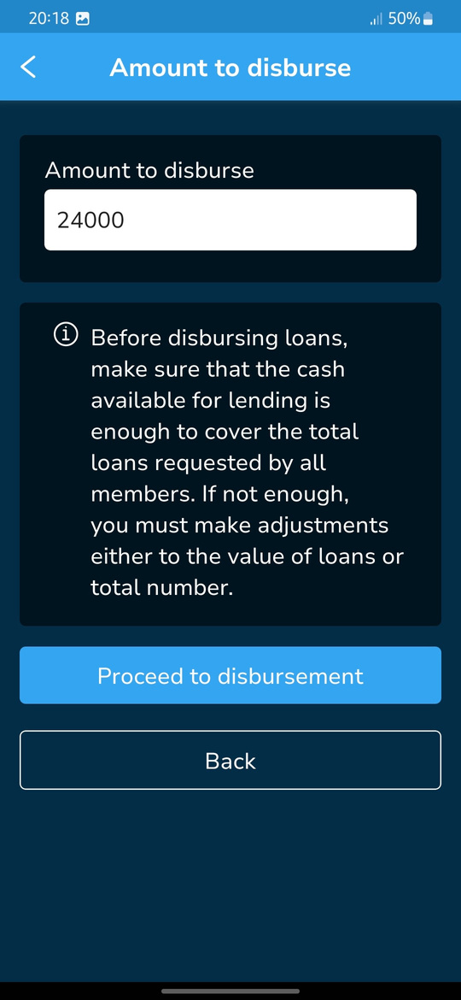 20:18 50%
Amount to disburse
Amount to disburse
24000
Before disbursing loans,
make sure that the cash
available for lending is
enough to cover the total
loans requested by all
members. If not enough,
you must make adjustments
either to the value of loans or
total number.
Proceed to disbursement
Back